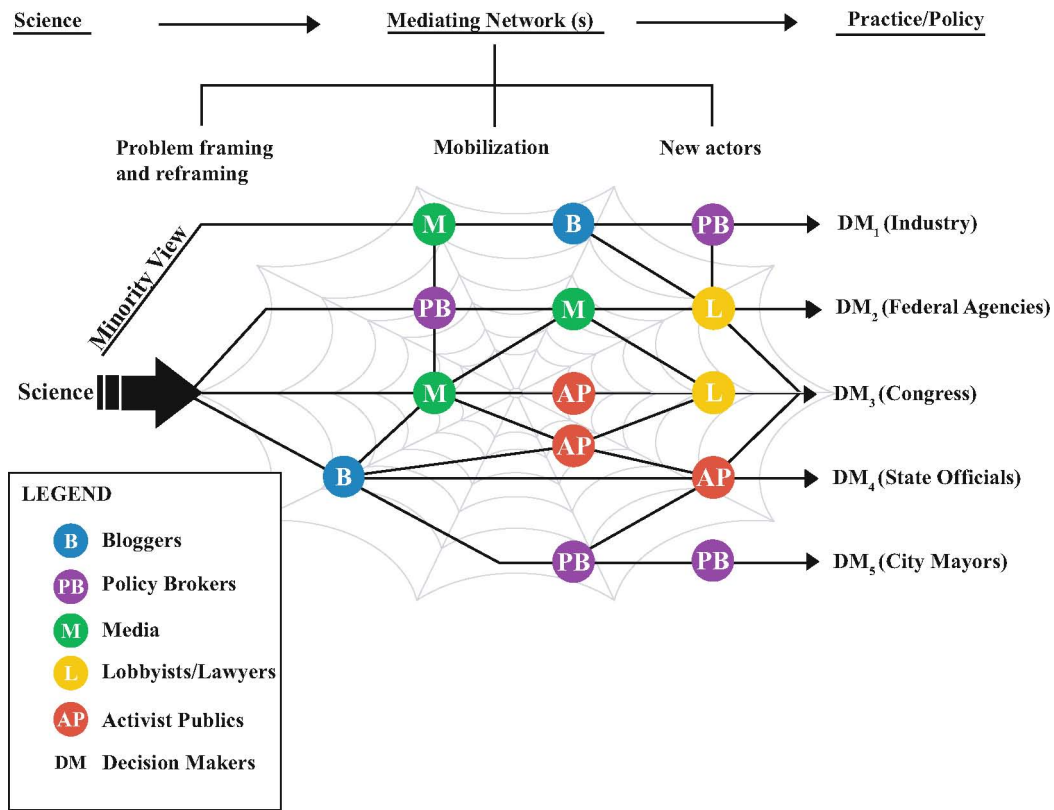 Science
Mediating Network (s)
Practice/Policy
Problem framing
and reframing
Mobilization
New actors
Minority View
M
B
PB
DM1 (Industry)
PB
M
L
DM2 (Federal Agencies)
Science
M
AP
L
DM3 (Congress)
AP
B
AP
DM4 (State Officials)
PB
PB
DM5 (City Mayors)
LEGEND
B Bloggers
PB Policy Brokers
M Media
L Lobbyists/Lawyers
AP Activist Publics
DM Decision Makers